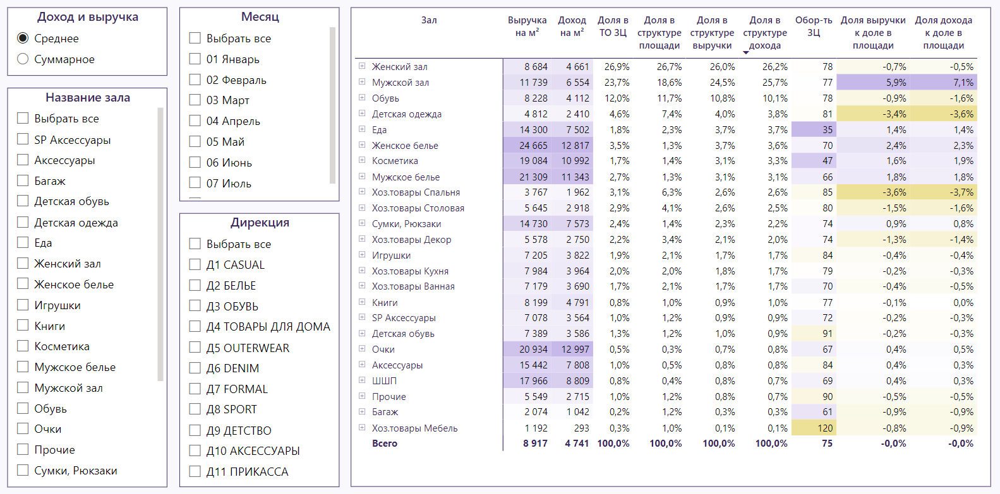 Доход и выручка
Среднее
Суммарное
Название зала
Выбрать все
SP Аксессуары
Аксессуары
Багаж
Детская обувь
Детская одежда
Еда
Женский зал
Женское белье
Игрушки
Книги
Косметика
Мужское белье
Мужской зал
Обувь
Очки
Прочие
Сумки, Рюкзаки
Месяц
Выбрать все
01 Январь
02 Февраль
03 Март
04 Апрель
05 Май
06 Июнь
07 Июль
Дирекция
Выбрать все
Д1 CASUAL
Д2 БЕЛЬЕ
Д3 ОБУВЬ
Д4 ТОВАРЫ ДЛЯ ДОМА
Д5 OUTERWEAR
Д6 DENIM
Д7 FORMAL
Д8 SPORT
Д9 ДЕТСТВО
Д10 АКСЕССУАРЫ
Д11 ПРИКАССА
Зал Выручка Доход Доля в Доля в Доля в Доля в Обор-ть Доля выручки Доля дохода
на м² на м² ТО ЗЦ структуре структуре структуре ЗЦ к доле в к доле в
площади выручки дохода площади площади
Женский зал 8 684 4 661 26,9% 26,7% 26,0% 26,2% 78 -0,7% -0,5%
Мужской зал 11 739 6 554 23,7% 18,6% 24,5% 25,7% 77 5,9% 7,1%
Обувь 8 228 4 112 12,0% 11,7% 10,8% 10,1% 78 -0,9% -1,6%
Детская одежда 4 812 2 410 4,6% 7,4% 4,0% 3,8% 81 -3,4% -3,6%
Еда 14 300 7 502 1,8% 2,3% 3,7% 3,7% 35 1,4% 1,4%
Женское белье 24 665 12 817 3,5% 1,3% 3,7% 3,6% 70 2,4% 2,3%
Косметика 19 084 10 992 1,7% 1,4% 3,1% 3,3% 47 1,6% 1,9%
Мужское белье 21 309 11 343 2,7% 1,3% 3,1% 3,1% 66 1,8% 1,8%
Хоз.товары Спальня 3 767 1 962 3,1% 6,3% 2,6% 2,6% 85 -3,6% -3,7%
Хоз.товары Столовая 5 645 2 918 2,9% 4,1% 2,6% 2,5% 80 -1,5% -1,6%
Сумки, Рюкзаки 14 730 7 573 2,4% 1,4% 2,3% 2,2% 74 0,9% 0,8%
Хоз.товары Декор 5 578 2 750 2,2% 3,4% 2,1% 2,0% 74 -1,3% -1,4%
Игрушки 7 205 3 822 1,9% 2,1% 1,7% 1,7% 84 -0,4% -0,4%
Хоз.товары Кухня 7 984 3 964 2,0% 2,0% 1,8% 1,7% 79 -0,2% -0,3%
Хоз.товары Ванная 7 179 3 690 1,7% 2,1% 1,7% 1,7% 70 -0,4% -0,5%
Книги 8 199 4 791 0,8% 1,0% 0,9% 1,0% 77 -0,1% 0,0%
SP Аксессуары 7 078 3 564 1,0% 1,2% 0,9% 0,9% 72 -0,2% -0,3%
Детская обувь 7 389 3 586 1,3% 1,2% 1,0% 0,9% 91 -0,2% -0,3%
Очки 20 934 12 997 0,5% 0,3% 0,7% 0,8% 67 0,4% 0,5%
Аксессуары 15 442 7 808 1,0% 0,5% 0,8% 0,8% 84 0,4% 0,3%
ШШП 17 966 8 809 0,8% 0,4% 0,8% 0,7% 69 0,4% 0,3%
Прочие 5 549 2 715 1,0% 1,2% 0,8% 0,7% 90 -0,5% -0,5%
Багаж 2 074 1 042 0,2% 1,2% 0,3% 0,3% 61 -0,9% -0,9%
Хоз.товары Мебель 1 192 293 0,3% 1,0% 0,1% 0,1% 120 -0,8% -0,9%
Всего 8 917 4 741 100,0% 100,0% 100,0% 100,0% 75 -0,0% -0,0%